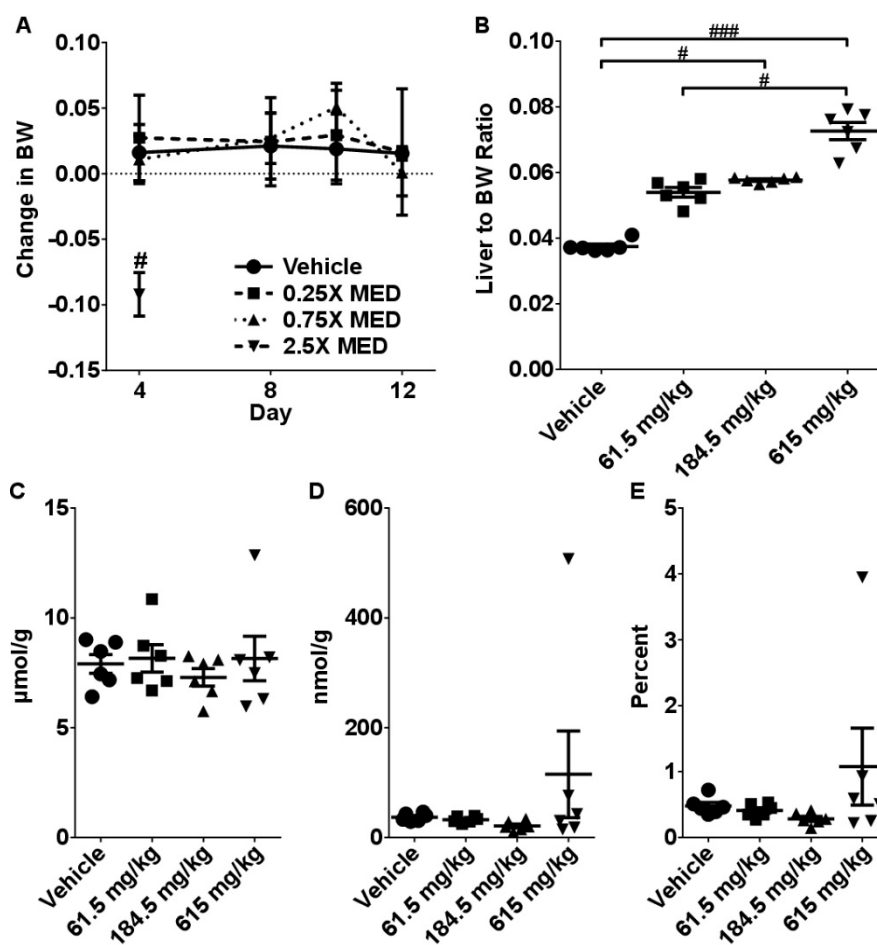 A
Change in BW
0.10
0.05
0.00
-0.05
-0.10
-0.15
#
Vehicle
0.25X MED
0.75X MED
2.5X MED
4
8
12
Day
B
Liver to BW Ratio
0.10
0.08
0.06
0.04
0.02
0.00
###
#
#
Vehicle
61.5 mg/kg
184.5 mg/kg
615 mg/kg
C
µmol/g
15
10
5
0
Vehicle
61.5 mg/kg
184.5 mg/kg
615 mg/kg
D
nmol/g
600
400
200
0
Vehicle
61.5 mg/kg
184.5 mg/kg
615 mg/kg
E
Percent
5
4
3
2
1
0
Vehicle
61.5 mg/kg
184.5 mg/kg
615 mg/kg